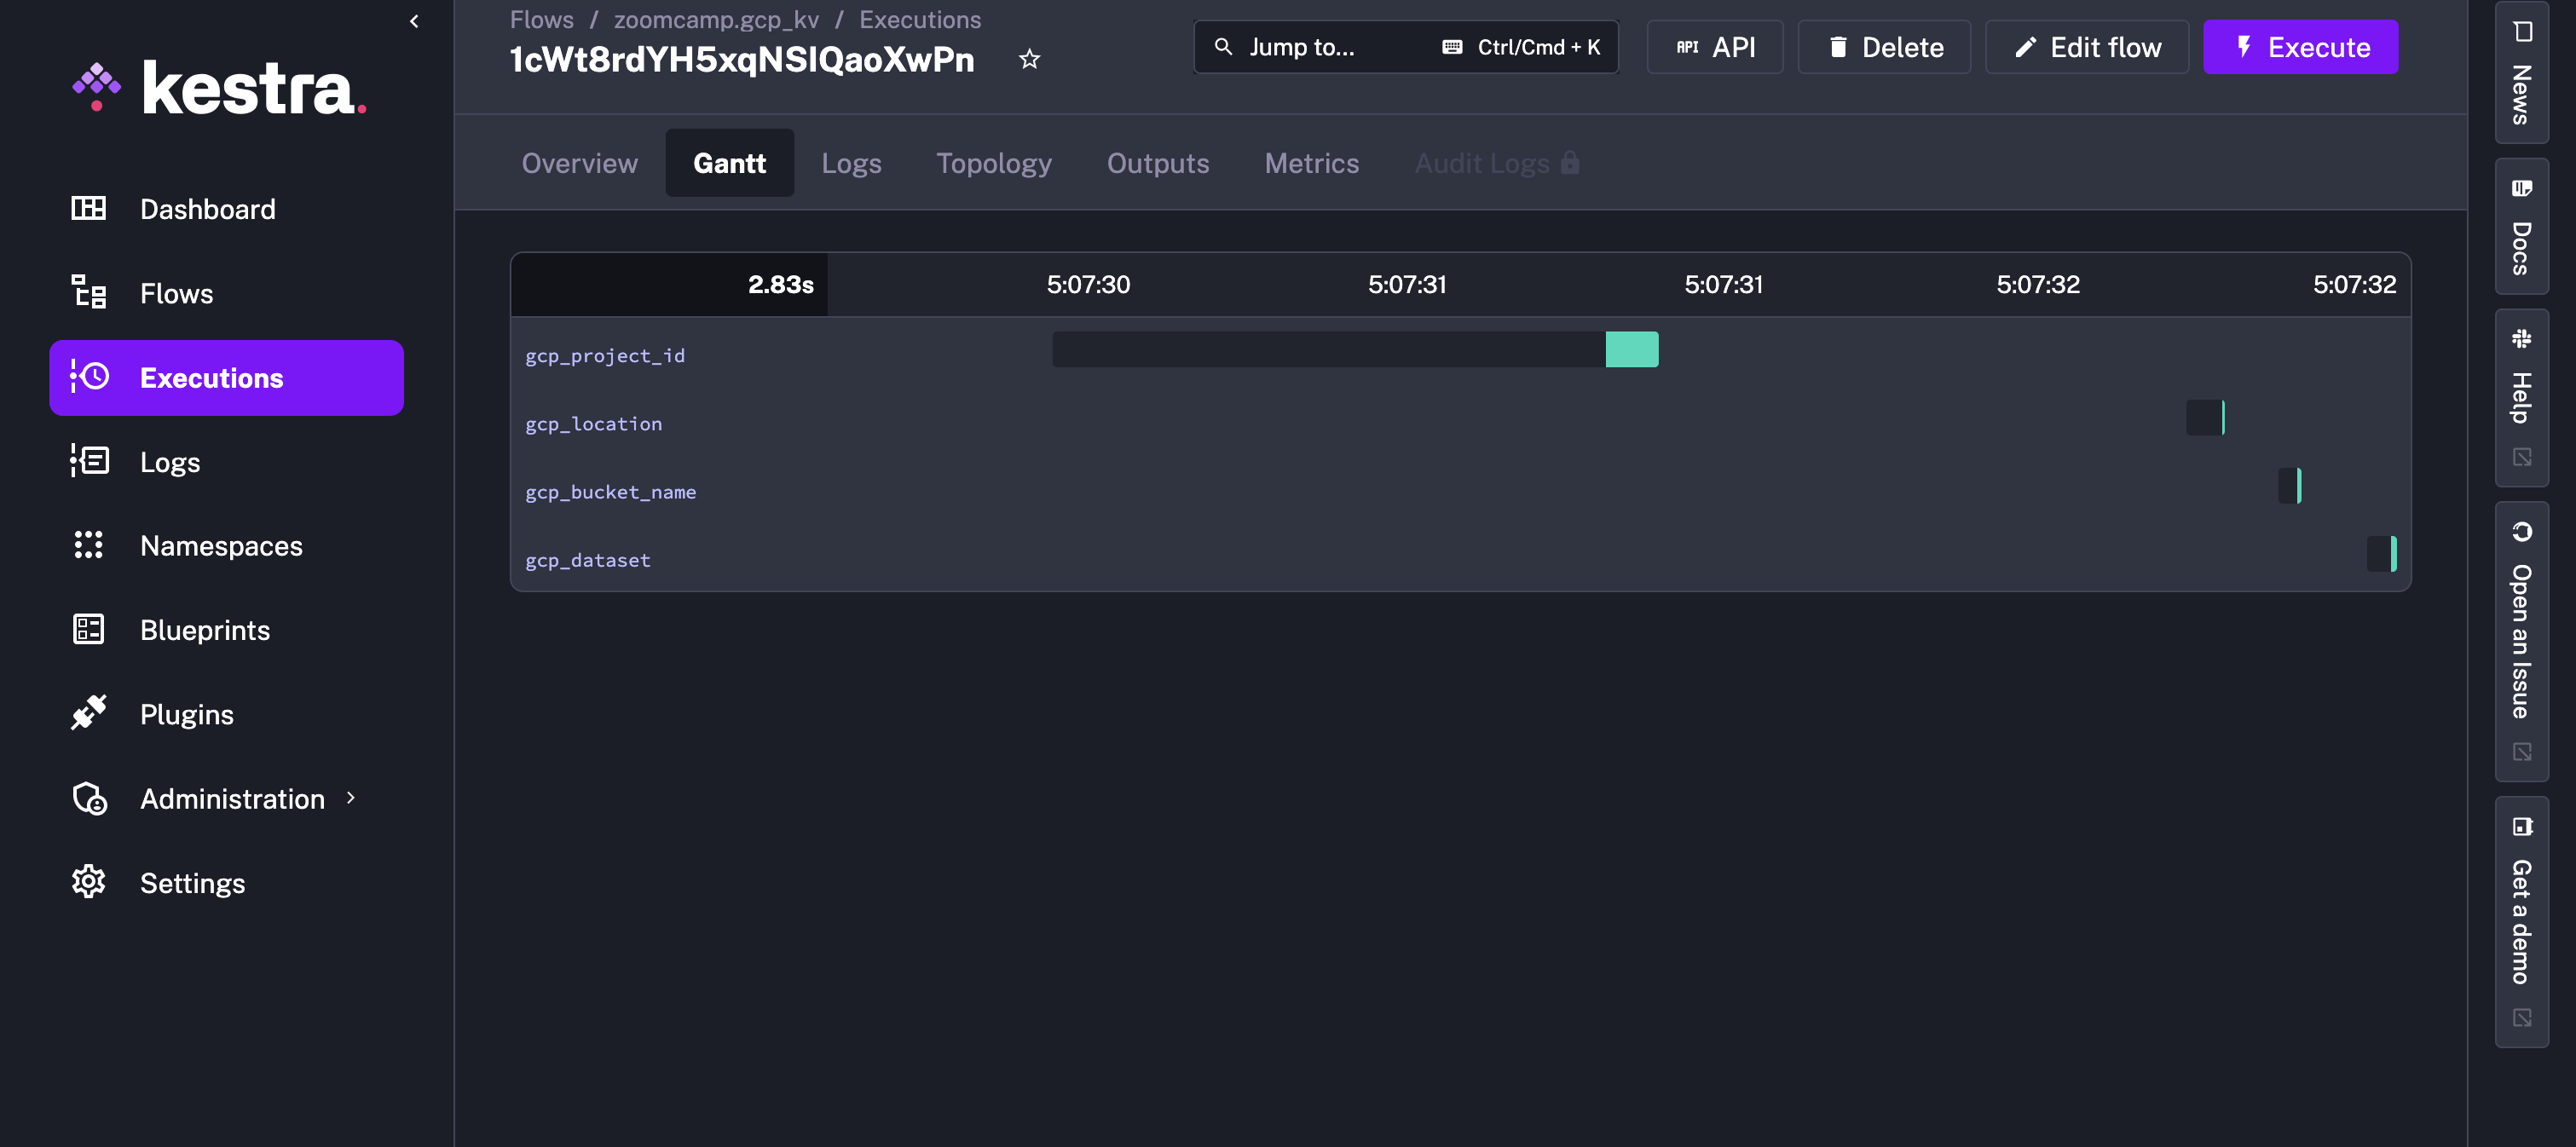 kestra.
Dashboard
Flows
Executions
Logs
Namespaces
Blueprints
Plugins
Administration
Settings
Flows / zoomcamp.gcp_kv / Executions
1cWt8rdYH5xqNSIQaoXwPn
Jump to... Ctrl/Cmd + K
API API
Delete
Edit flow
Execute
Overview Gantt Logs Topology Outputs Metrics Audit Logs
2.83s 5:07:30 5:07:31 5:07:31 5:07:32 5:07:32
gcp_project_id
gcp_location
gcp_bucket_name
gcp_dataset
News
Docs
Help
Open an Issue
Get a demo